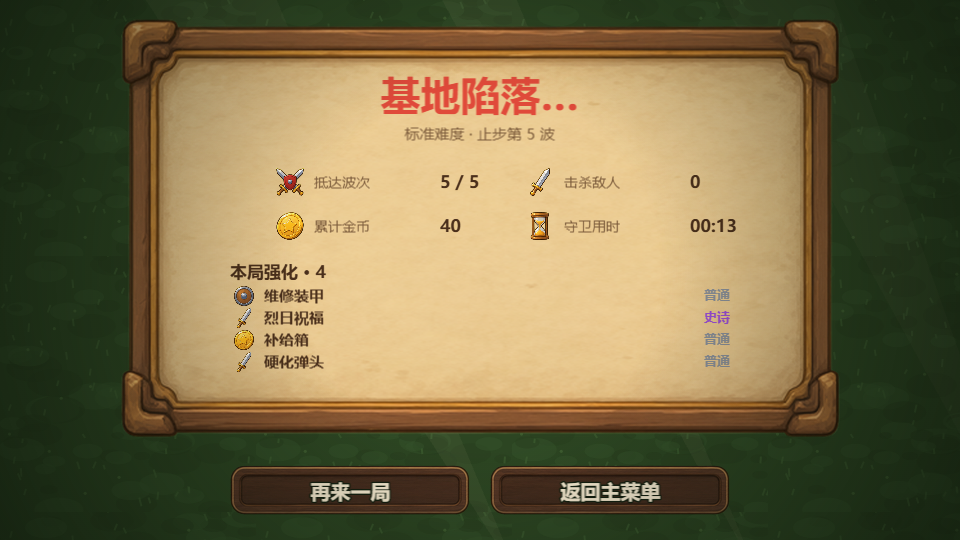 基地陷落...
标准难度 · 止步第 5 波
抵达波次 5 / 5 击杀敌人 0
累计金币 40 守卫用时 00:13
本局强化 • 4
维修装甲 普通
烈日祝福 史诗
补给箱 普通
硬化弹头 普通
再来一局 返回主菜单